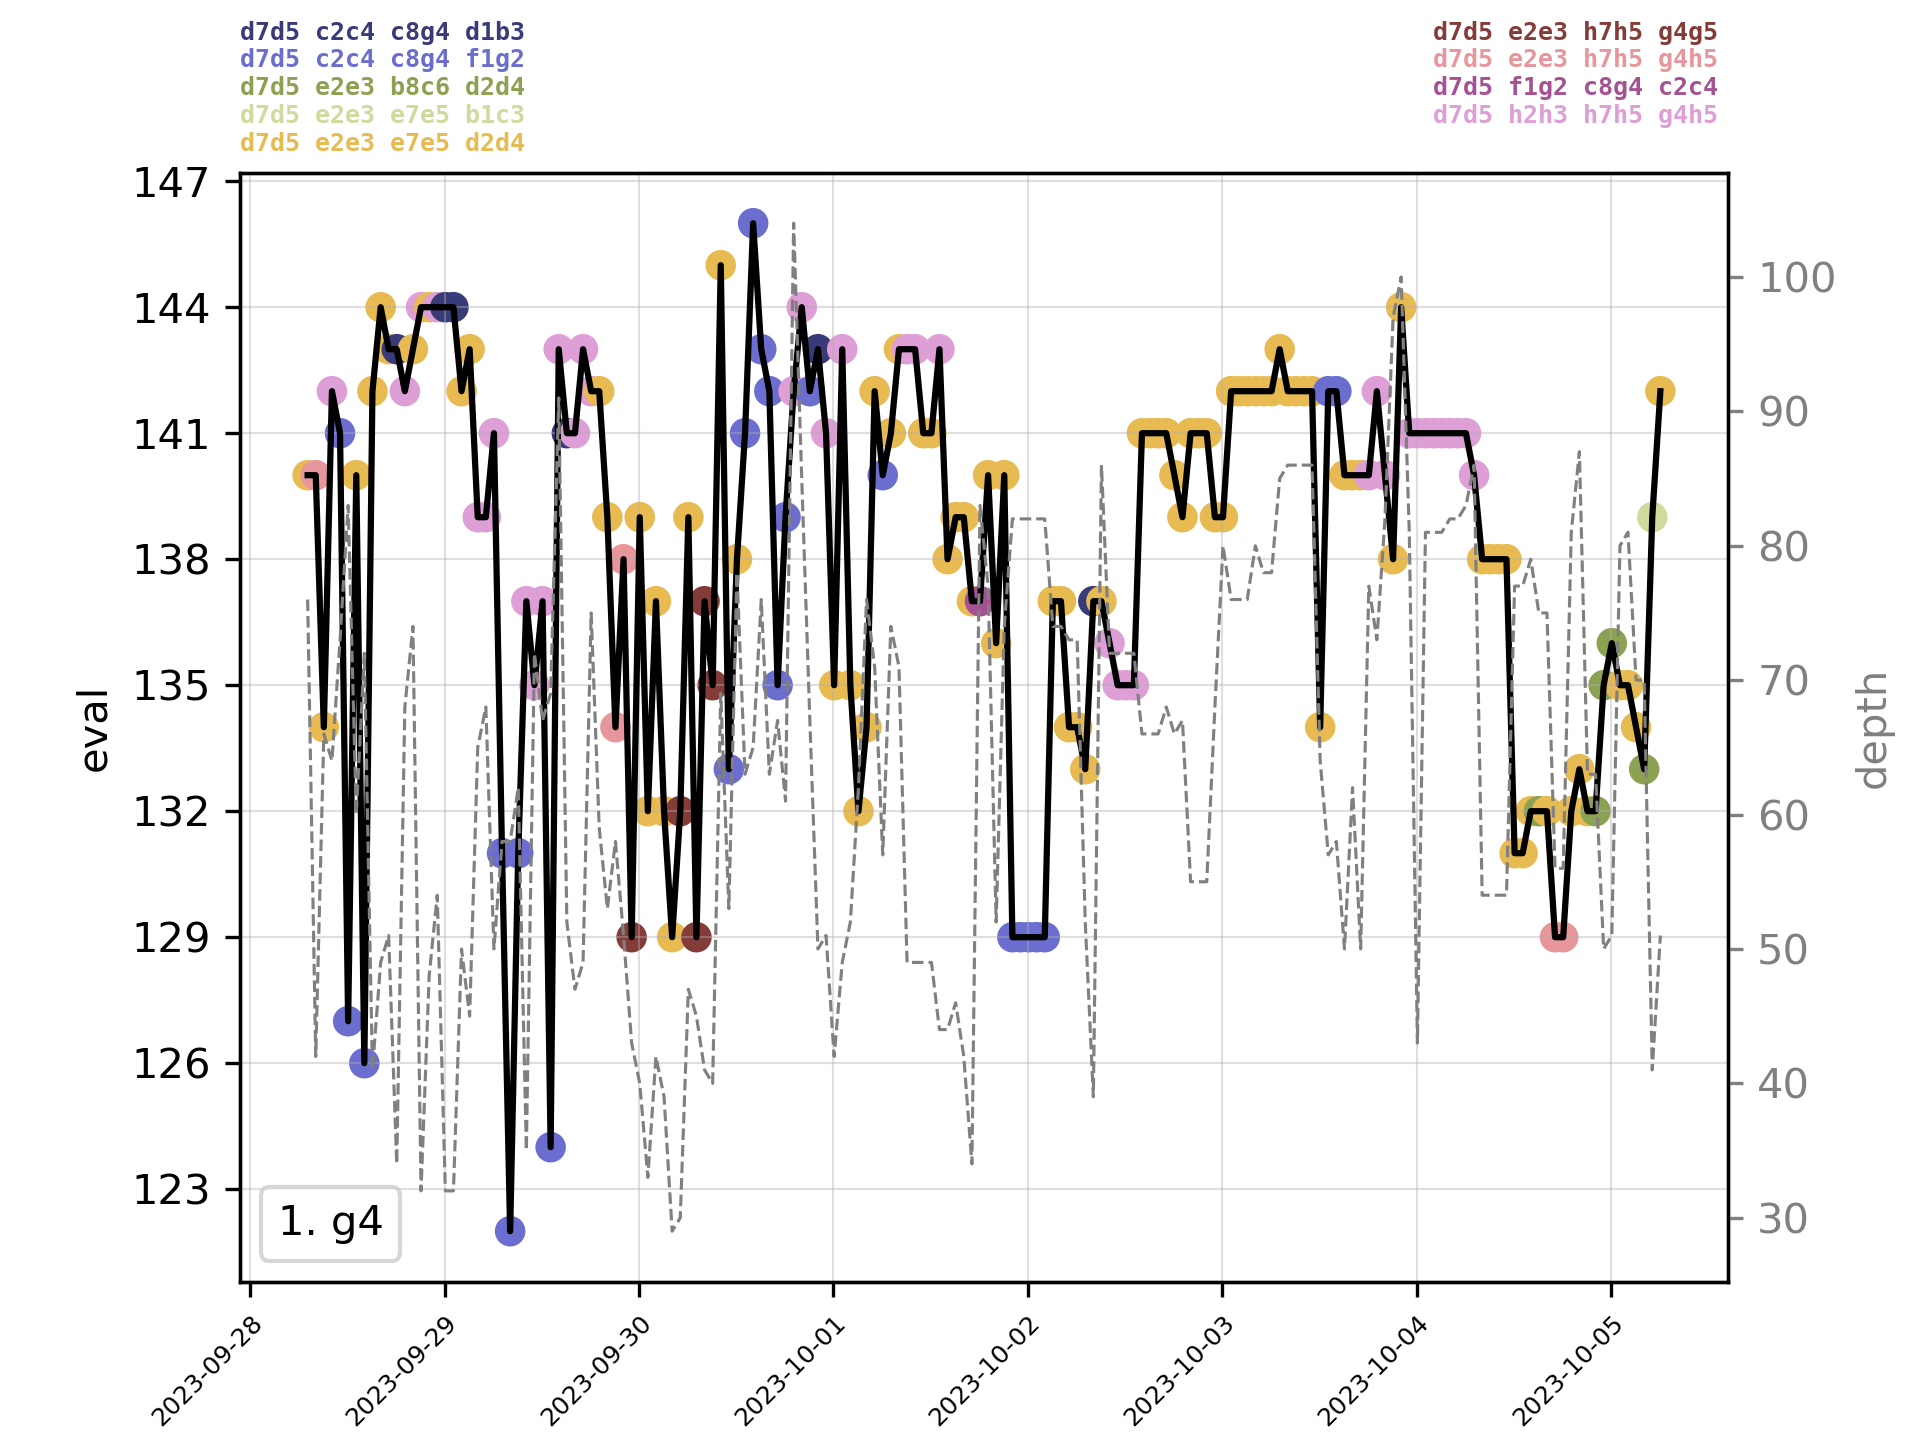 d7d5 c2c4 c8g4 d1b3
d7d5 c2c4 c8g4 f1g2
d7d5 e2e3 b8c6 d2d4
d7d5 e2e3 e7e5 b1c3
d7d5 e2e3 e7e5 d2d4
d7d5 e2e3 h7h5 g4g5
d7d5 e2e3 h7h5 g4h5
d7d5 f1g2 c8g4 c2c4
d7d5 h2h3 h7h5 g4h5
147
144
141
138
135
132
129
126
123
eval
100
90
80
70
60
50
40
30
depth
1. g4
2023-09-28
2023-09-29
2023-09-30
2023-10-01
2023-10-02
2023-10-03
2023-10-04
2023-10-05